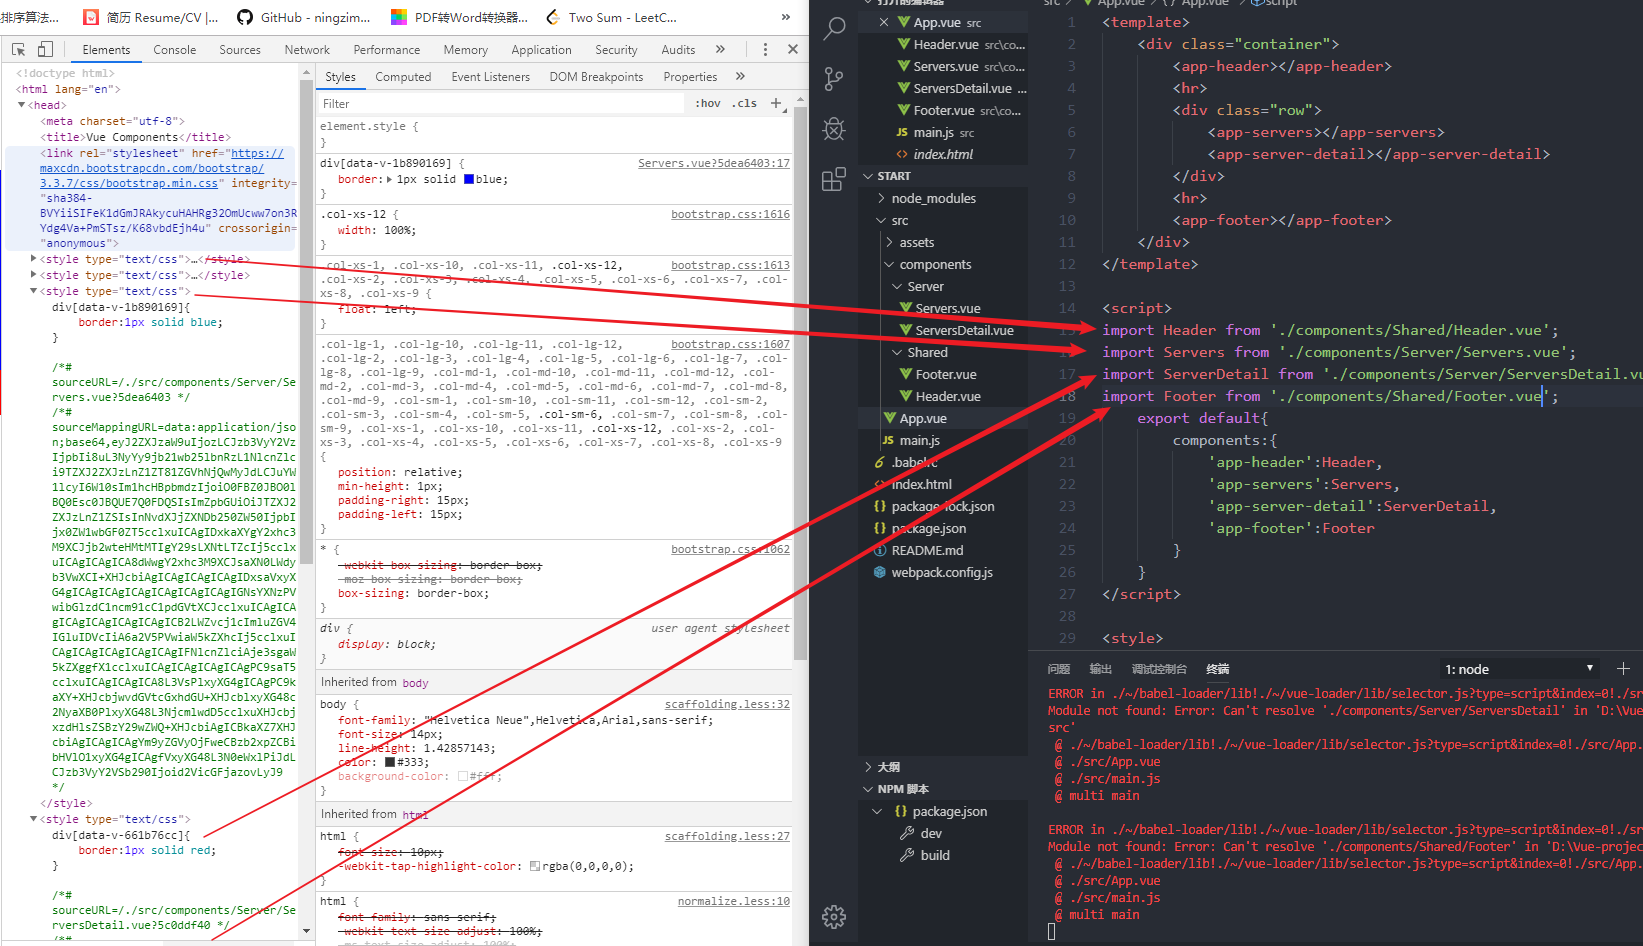 排序算法...
简历 Resume/CV |...
GitHub - ningzim...
PDF转Word转换器...
Two Sum - LeetC...
»
Elements Console Sources Network Performance Memory Application Security Audits »
<!doctype html>
<html lang="en">
<head>
<meta charset="utf-8">
<title>Vue Components</title>
<link rel="stylesheet" href="https://
maxcdn.bootstrapcdn.com/bootstrap/
3.3.7/css/bootstrap.min.css" integrity=
"sha384-
BVYiiSIFeK1dGmJRAkycuHAHRg32OmUcww7on3R
Ydg4Va+PmSTsz/K68vbdEjh4u" crossorigin=
"anonymous">
<style type="text/css">…</style>
<style type="text/css">…</style>
<style type="text/css">
div[data-v-1b890169]{
border:1px solid blue;
}
/*#
sourceURL=/./src/components/Server/Se
rvers.vue?5dea6403 */
/*#
sourceMappingURL=data:application/jso
n;base64,
*/
</style>
<style type="text/css">
div[data-v-661b76cc]{
border:1px solid red;
}
/*#
sourceURL=/./src/components/Server/Se
rversDetail.vue?5c0ddf40 */
/*#
Styles Computed Event Listeners DOM Breakpoints Properties »
Filter :hov .cls +
element.style {
}
div[data-v-1b890169] { Servers.vue?5dea6403:17
border: 1px solid blue;
}
.col-xs-12 { bootstrap.css:1616
width: 100%;
}
.col-xs-1, .col-xs-10, .col-xs-11, .col-xs-12, bootstrap.css:1613
.col-xs-2, .col-xs-3, .col-xs-4, .col-xs-5, .col-xs-6, .col-xs-7, .col-
xs-8, .col-xs-9 {
float: left;
}
.col-lg-1, .col-lg-10, .col-lg-11, .col-lg-12, bootstrap.css:1607
.col-lg-2, .col-lg-3, .col-lg-4, .col-lg-5, .col-lg-6, .col-lg-7, .col-
lg-8, .col-lg-9, .col-md-1, .col-md-10, .col-md-11, .col-md-12, .col-
md-2, .col-md-3, .col-md-4, .col-md-5, .col-md-6, .col-md-7, .col-md-8,
.col-md-9, .col-sm-1, .col-sm-10, .col-sm-11, .col-sm-12, .col-sm-2,
.col-sm-3, .col-sm-4, .col-sm-5, .col-sm-6, .col-sm-7, .col-sm-8, .col-
sm-9, .col-xs-1, .col-xs-10, .col-xs-11, .col-xs-12, .col-xs-2, .col-
xs-3, .col-xs-4, .col-xs-5, .col-xs-6, .col-xs-7, .col-xs-8, .col-xs-9
{
position: relative;
min-height: 1px;
padding-right: 15px;
padding-left: 15px;
}
* { bootstrap.css:1062
-webkit-box-sizing: border-box;
-moz-box-sizing: border-box;
box-sizing: border-box;
}
div { user agent stylesheet
display: block;
}
Inherited from body
body { scaffolding.less:32
font-family: "Helvetica Neue",Helvetica,Arial,sans-serif;
font-size: 14px;
line-height: 1.42857143;
color: #333;
background-color: #fff;
}
Inherited from html
html { scaffolding.less:27
font-size: 10px;
-webkit-tap-highlight-color: rgba(0,0,0,0);
}
html { normalize.less:10
font-family: sans-serif;
-webkit-text-size-adjust: 100%;
-ms-text-size-adjust: 100%;
打开的编辑器
App.vue src
Header.vue src\co...
Servers.vue src\co...
ServersDetail.vue ...
Footer.vue src\co...
JS main.js src
<> index.html
START
node_modules
src
assets
components
Server
Servers.vue
ServersDetail.vue
Shared
Footer.vue
Header.vue
App.vue
JS main.js
.babelrc
index.html
package-lock.json
package.json
README.md
webpack.config.js
大纲
NPM 脚本
package.json
dev
build
src > App.vue > {} App.vue > script
1 <template>
2 <div class="container">
3 <app-header></app-header>
4 <hr>
5 <div class="row">
6 <app-servers></app-servers>
7 <app-server-detail></app-server-detail>
8 </div>
9 <hr>
10 <app-footer></app-footer>
11 </div>
12 </template>
13
14 <script>
15 import Header from './components/Shared/Header.vue';
import Servers from './components/Server/Servers.vue';
17 import ServerDetail from './components/Server/ServersDetail.vu
18 import Footer from './components/Shared/Footer.vue';
19 export default{
20 components:{
21 'app-header':Header,
22 'app-servers':Servers,
23 'app-server-detail':ServerDetail,
24 'app-footer':Footer
25 }
26 }
27 </script>
28
29 <style>
问题 输出 调试控制台 终端 1: node
ERROR in ./~/babel-loader/lib!./~/vue-loader/lib/selector.js?type=script&index=0!./sr
Module not found: Error: Can't resolve './components/Server/ServersDetail' in 'D:\Vue
src'
@ ./~/babel-loader/lib!./~/vue-loader/lib/selector.js?type=script&index=0!./src/App.
@ ./src/App.vue
@ ./src/main.js
@ multi main
ERROR in ./~/babel-loader/lib!./~/vue-loader/lib/selector.js?type=script&index=0!./sr
Module not found: Error: Can't resolve './components/Shared/Footer' in 'D:\Vue-projec
@ ./~/babel-loader/lib!./~/vue-loader/lib/selector.js?type=script&index=0!./src/App.
@ ./src/App.vue
@ ./src/main.js
@ multi main